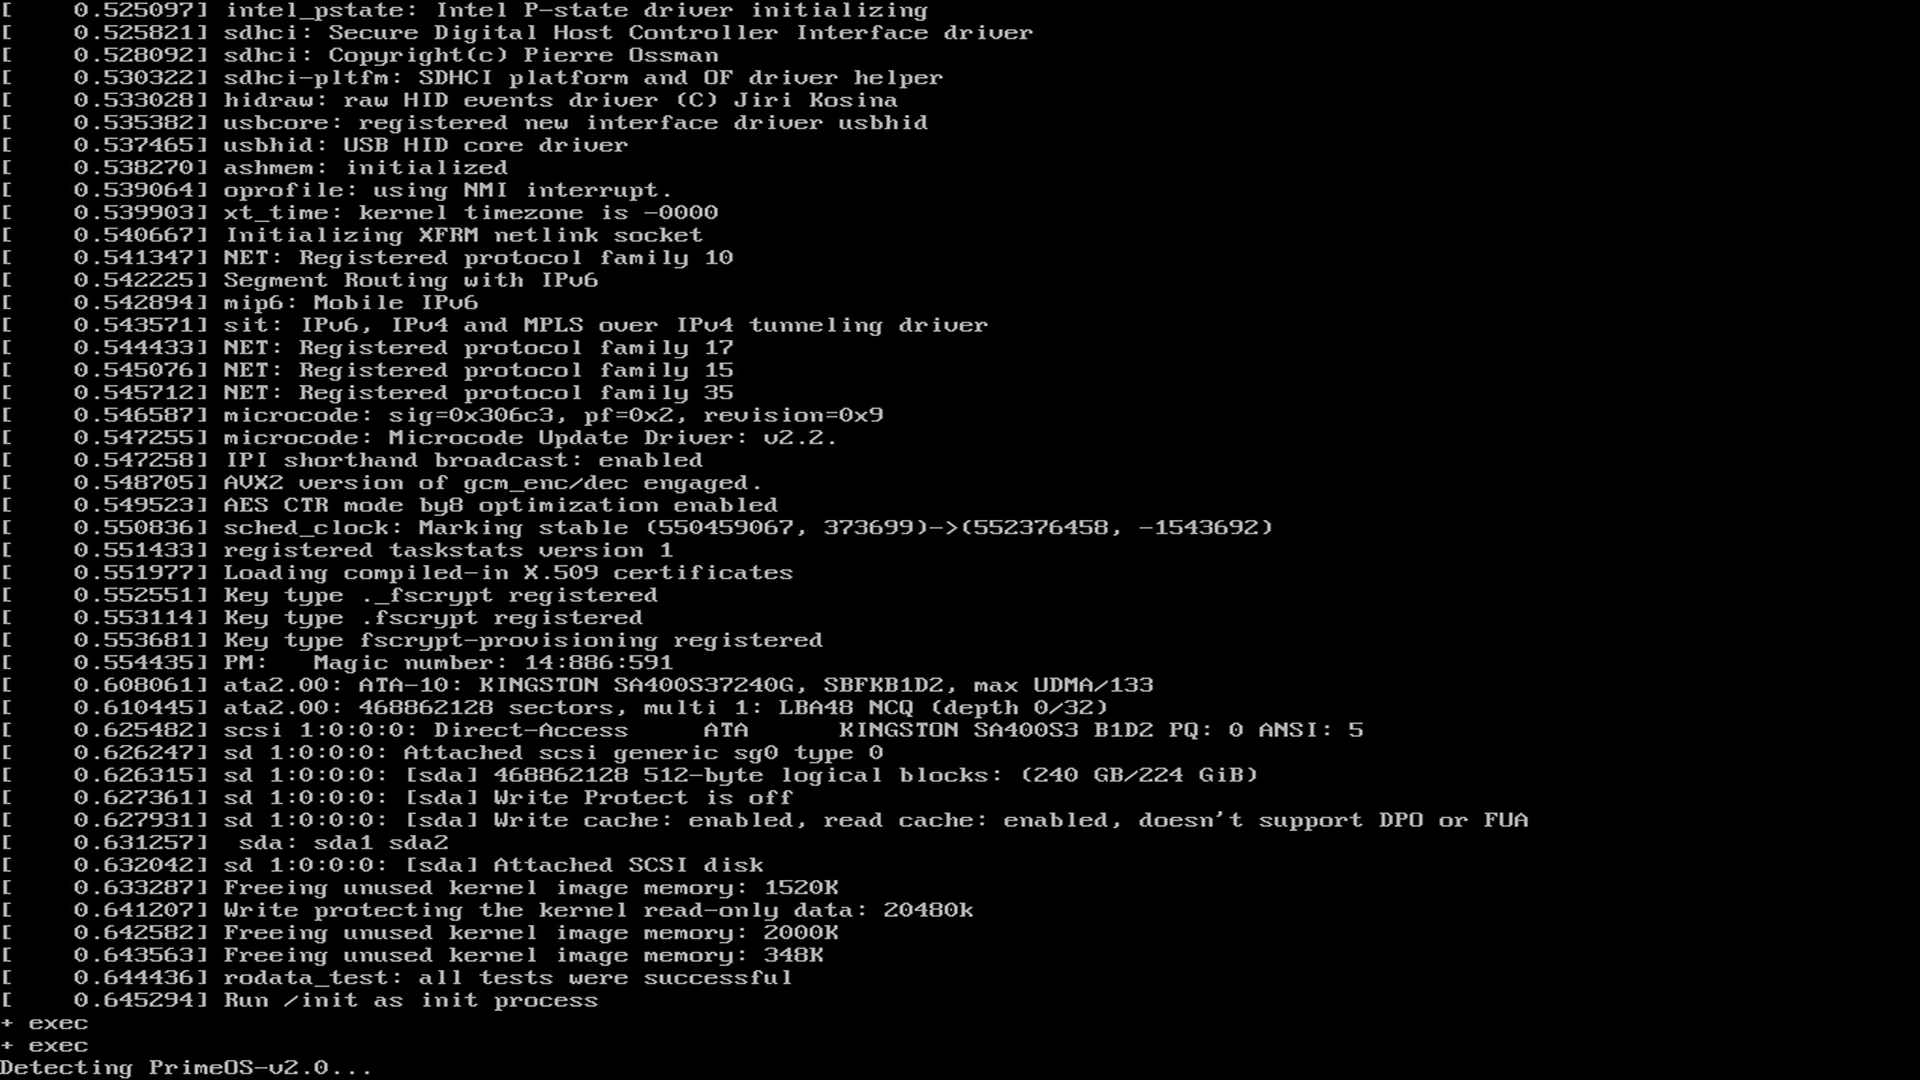 [    0.525097] intel_pstate: Intel P-state driver initializing
[    0.525821] sdhci: Secure Digital Host Controller Interface driver
[    0.528092] sdhci: Copyright(c) Pierre Ossman
[    0.530322] sdhci-pltfm: SDHCI platform and OF driver helper
[    0.533028] hidraw: raw HID events driver (C) Jiri Kosina
[    0.535382] usbcore: registered new interface driver usbhid
[    0.537465] usbhid: USB HID core driver
[    0.538270] ashmem: initialized
[    0.539064] oprofile: using NMI interrupt.
[    0.539903] xt_time: kernel timezone is -0000
[    0.540667] Initializing XFRM netlink socket
[    0.541347] NET: Registered protocol family 10
[    0.542225] Segment Routing with IPv6
[    0.542894] mip6: Mobile IPv6
[    0.543571] sit: IPv6, IPv4 and MPLS over IPv4 tunneling driver
[    0.544433] NET: Registered protocol family 17
[    0.545076] NET: Registered protocol family 15
[    0.545712] NET: Registered protocol family 35
[    0.546587] microcode: sig=0x306c3, pf=0x2, revision=0x9
[    0.547255] microcode: Microcode Update Driver: v2.2.
[    0.547258] IPI shorthand broadcast: enabled
[    0.548705] AVX2 version of gcm_enc/dec engaged.
[    0.549523] AES CTR mode by8 optimization enabled
[    0.550836] sched_clock: Marking stable (550459067, 373699)->(552376458, -1543692)
[    0.551433] registered taskstats version 1
[    0.551977] Loading compiled-in X.509 certificates
[    0.552551] Key type ._fscrypt registered
[    0.553114] Key type .fscrypt registered
[    0.553681] Key type fscrypt-provisioning registered
[    0.554435] PM:   Magic number: 14:886:591
[    0.608061] ata2.00: ATA-10: KINGSTON SA400S37240G, SBFKB1D2, max UDMA/133
[    0.610445] ata2.00: 468862128 sectors, multi 1: LBA48 NCQ (depth 0/32)
[    0.625482] scsi 1:0:0:0: Direct-Access     ATA      KINGSTON SA400S3 B1D2 PQ: 0 ANSI: 5
[    0.626247] sd 1:0:0:0: Attached scsi generic sg0 type 0
[    0.626315] sd 1:0:0:0: [sda] 468862128 512-byte logical blocks: (240 GB/224 GiB)
[    0.627361] sd 1:0:0:0: [sda] Write Protect is off
[    0.627931] sd 1:0:0:0: [sda] Write cache: enabled, read cache: enabled, doesn't support DPO or FUA
[    0.631257]  sda: sda1 sda2
[    0.632042] sd 1:0:0:0: [sda] Attached SCSI disk
[    0.633287] Freeing unused kernel image memory: 1520K
[    0.641207] Write protecting the kernel read-only data: 20480k
[    0.642582] Freeing unused kernel image memory: 2000K
[    0.643563] Freeing unused kernel image memory: 348K
[    0.644436] rodata_test: all tests were successful
[    0.645294] Run /init as init process
+ exec
+ exec
Detecting PrimeOS-v2.0...